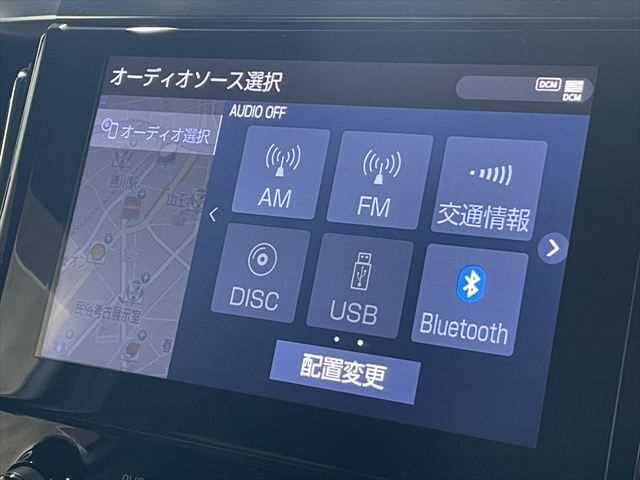 オーディオソース選択
DCM
DCM
オーディオ選択
AUDIO OFF
AM
FM
交通情報
DISC
USB
Bluetooth
配置変更